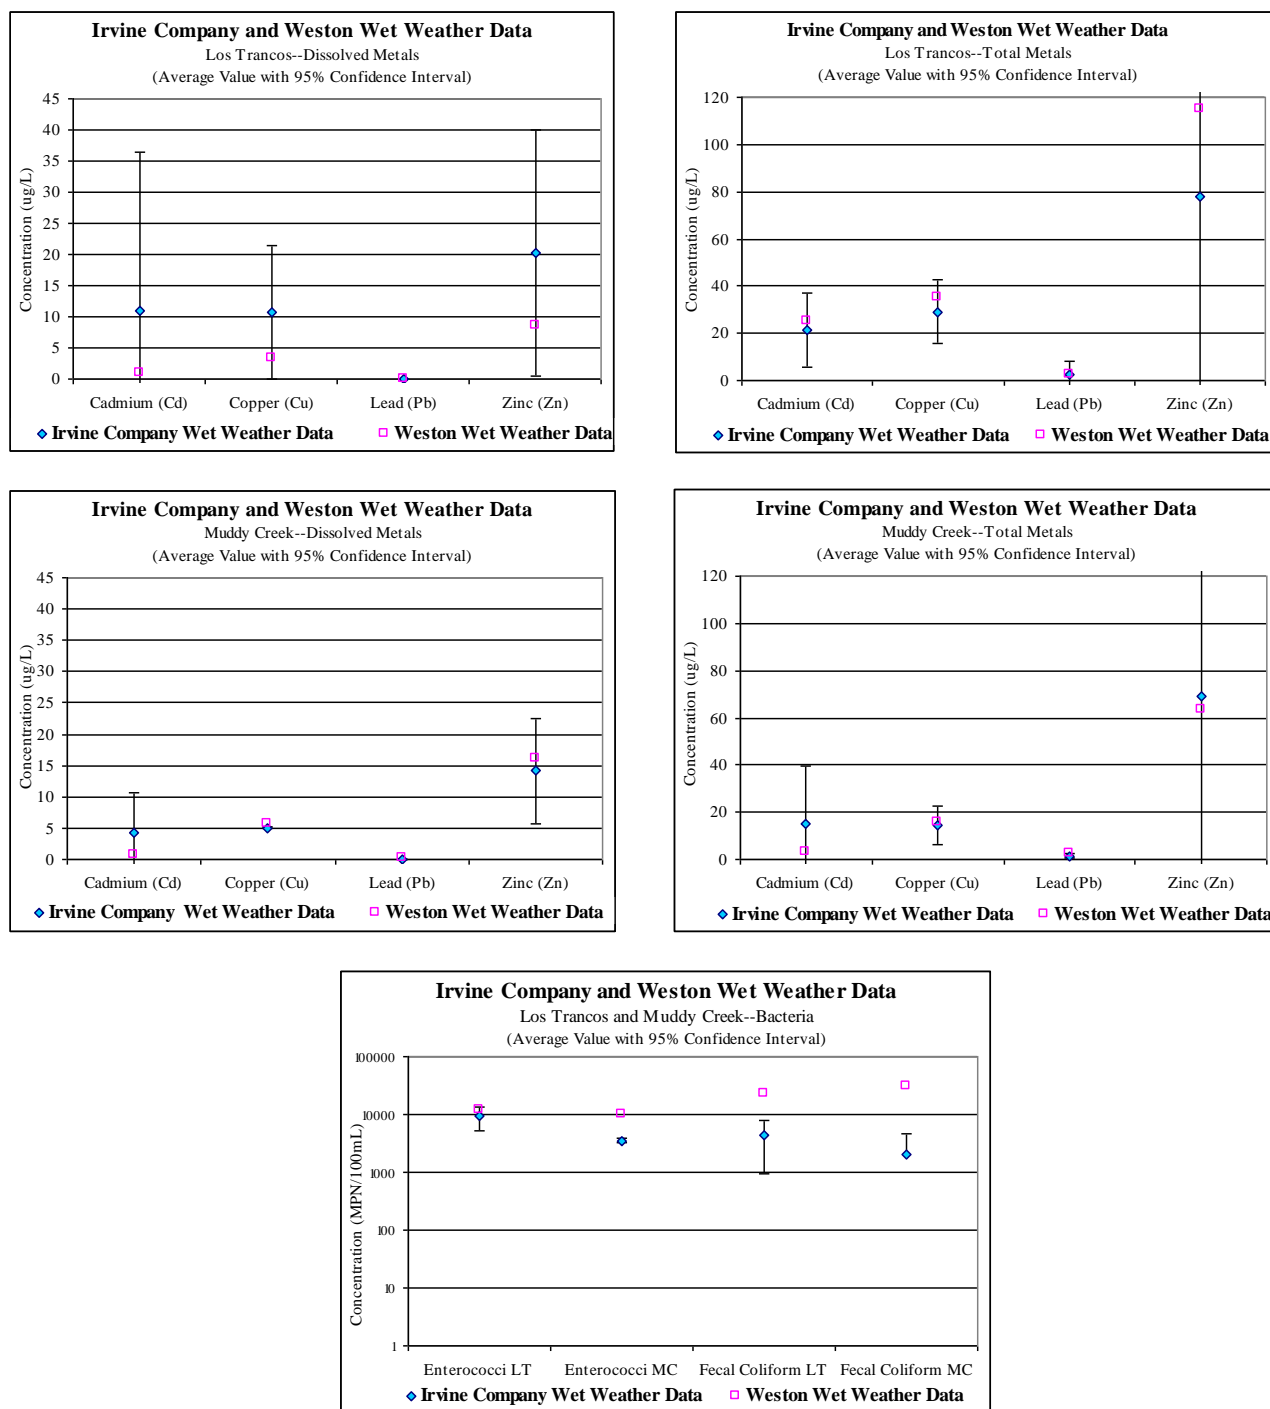 Irvine Company and Weston Wet Weather Data
Los Trancos--Dissolved Metals
(Average Value with 95% Confidence Interval)
Concentration (ug/L)
45
40
35
30
25
20
15
10
5
0
Cadmium (Cd) Copper (Cu) Lead (Pb) Zinc (Zn)
Irvine Company Wet Weather Data Weston Wet Weather Data
Irvine Company and Weston Wet Weather Data
Los Trancos--Total Metals
(Average Value with 95% Confidence Interval)
Concentration (ug/L)
120
100
80
60
40
20
0
Cadmium (Cd) Copper (Cu) Lead (Pb) Zinc (Zn)
Irvine Company Wet Weather Data Weston Wet Weather Data
Irvine Company and Weston Wet Weather Data
Muddy Creek--Dissolved Metals
(Average Value with 95% Confidence Interval)
Concentration (ug/L)
45
40
35
30
25
20
15
10
5
0
Cadmium (Cd) Copper (Cu) Lead (Pb) Zinc (Zn)
Irvine Company Wet Weather Data Weston Wet Weather Data
Irvine Company and Weston Wet Weather Data
Muddy Creek--Total Metals
(Average Value with 95% Confidence Interval)
Concentration (ug/L)
120
100
80
60
40
20
0
Cadmium (Cd) Copper (Cu) Lead (Pb) Zinc (Zn)
Irvine Company Wet Weather Data Weston Wet Weather Data
Irvine Company and Weston Wet Weather Data
Los Trancos and Muddy Creek--Bacteria
(Average Value with 95% Confidence Interval)
Concentration (MPN/100mL)
100000
10000
1000
100
10
1
Enterococci LT Enterococci MC Fecal Coliform LT Fecal Coliform MC
Irvine Company Wet Weather Data Weston Wet Weather Data